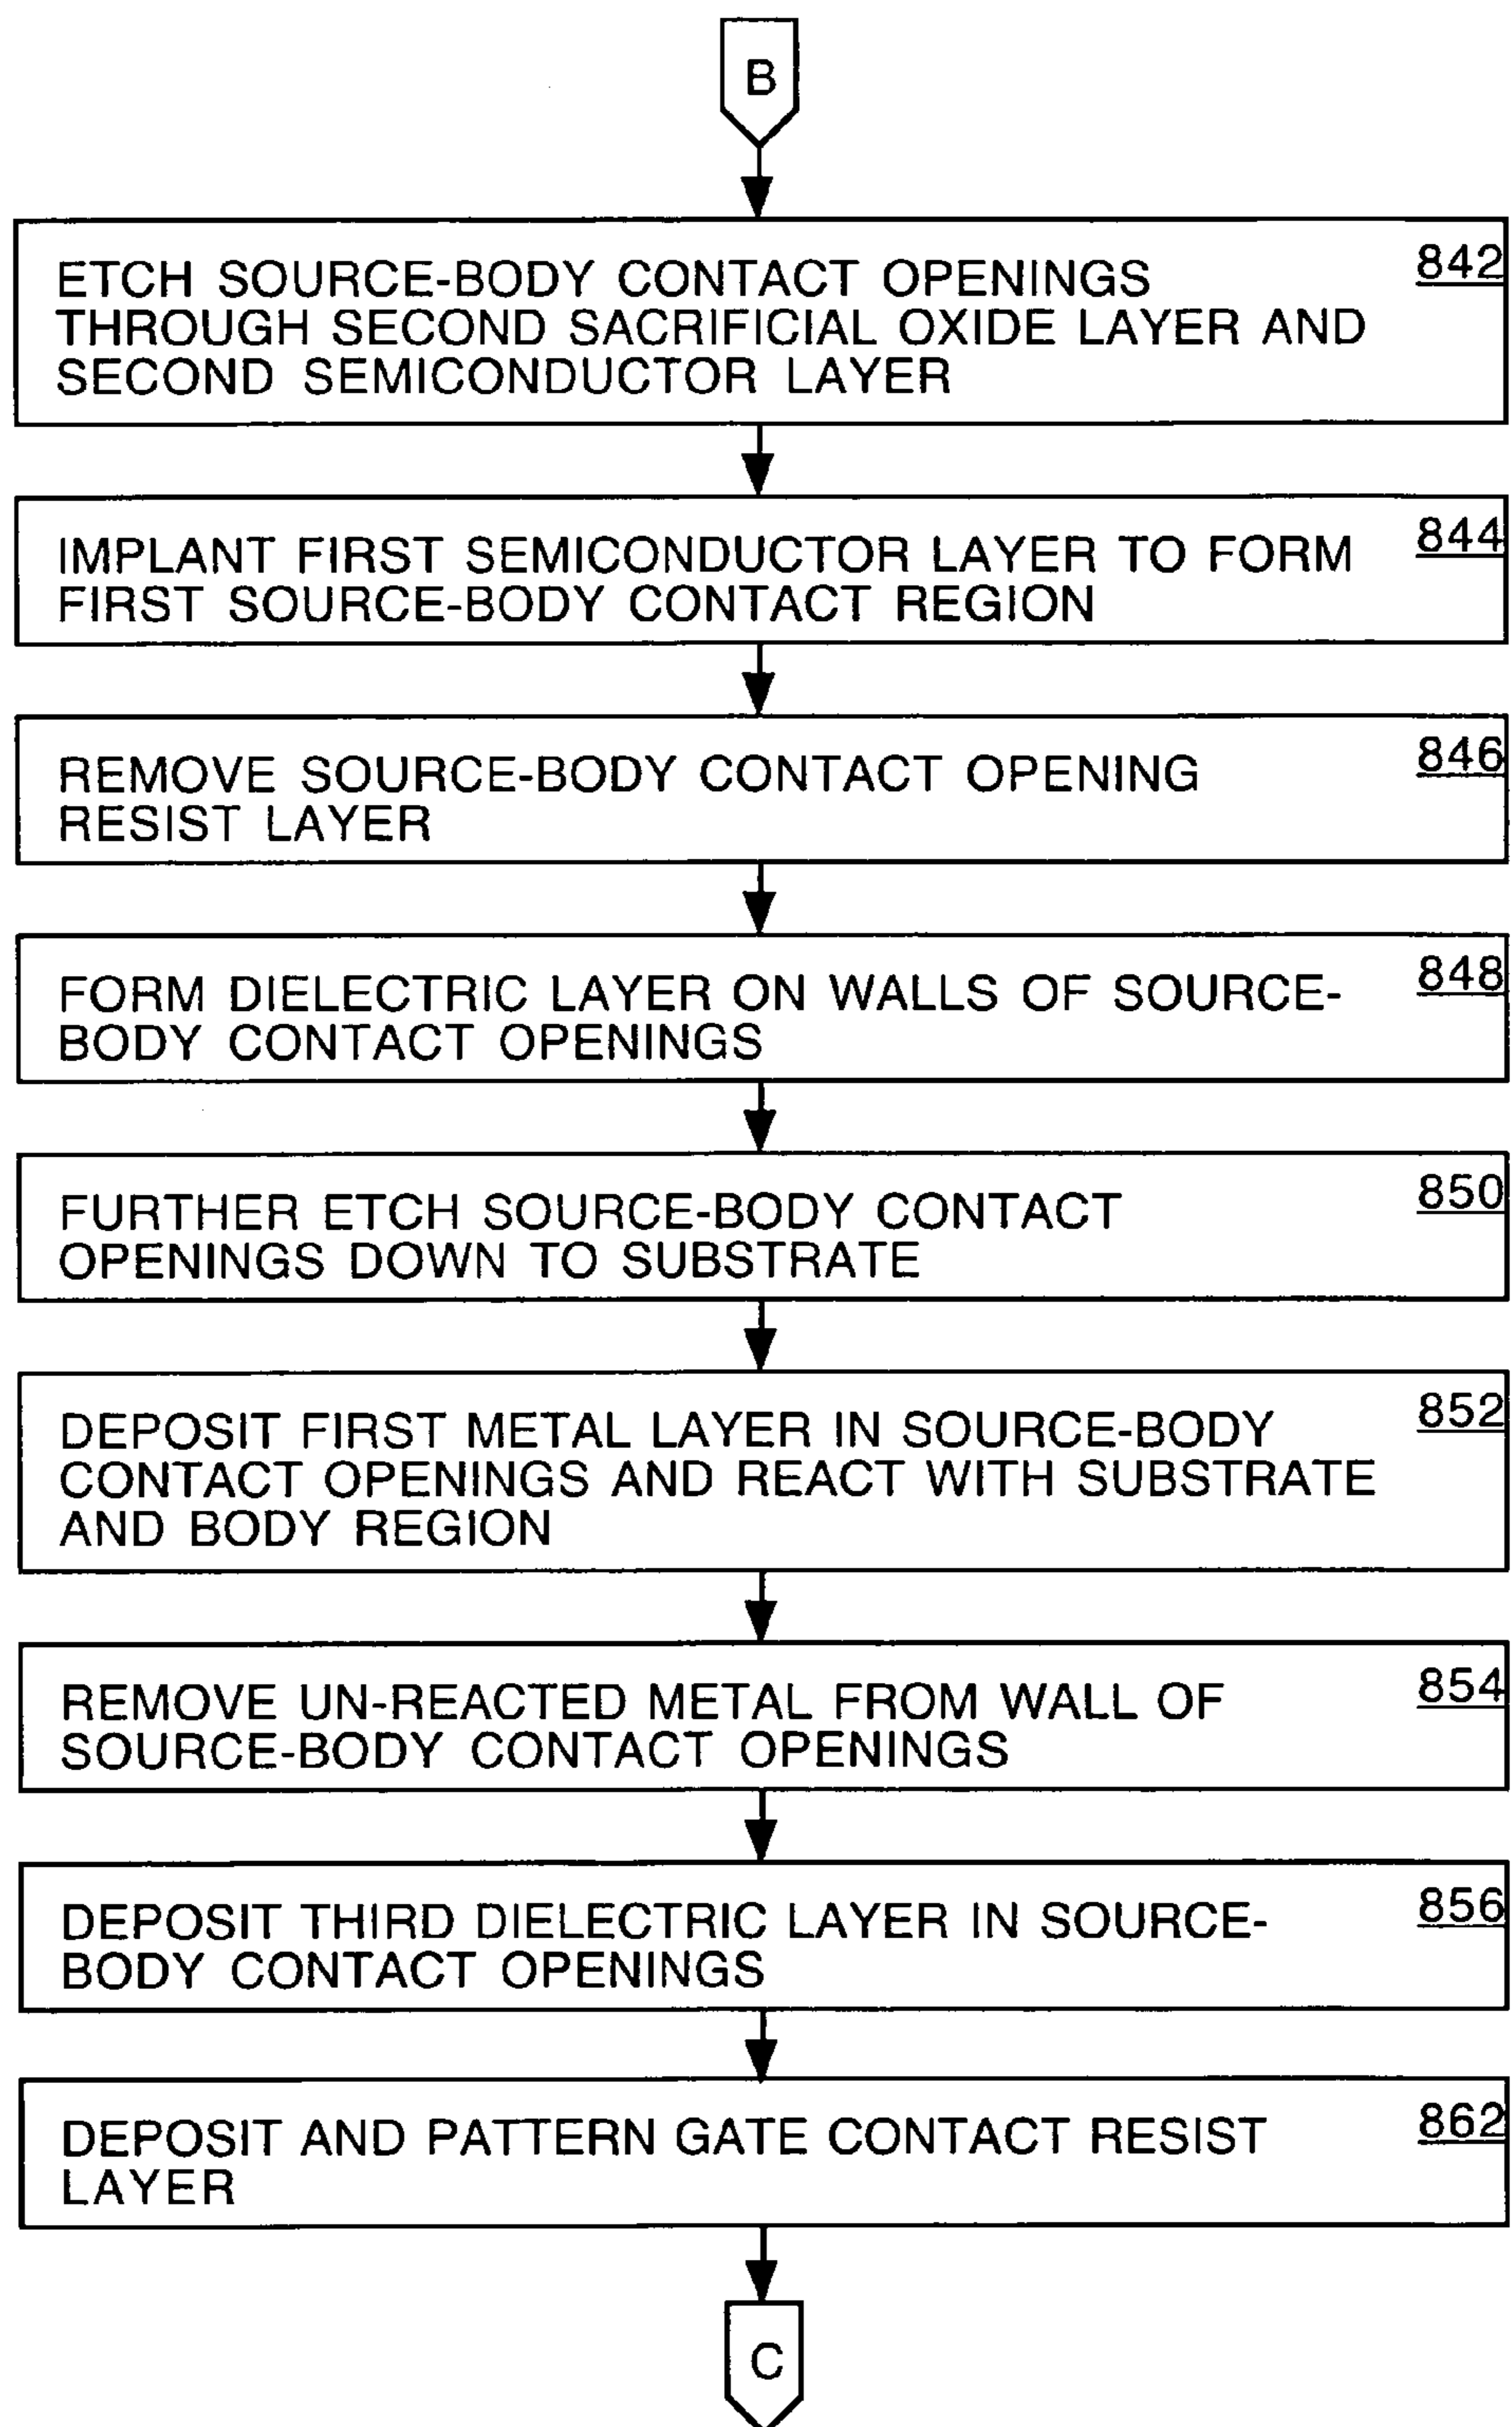 B
842
ETCH SOURCE-BODY CONTACT OPENINGS
THROUGH SECOND SACRIFICIAL OXIDE LAYER AND
SECOND SEMICONDUCTOR LAYER
844
IMPLANT FIRST SEMICONDUCTOR LAYER TO FORM
FIRST SOURCE-BODY CONTACT REGION
846
REMOVE SOURCE-BODY CONTACT OPENING
RESIST LAYER
848
FORM DIELECTRIC LAYER ON WALLS OF SOURCE-
BODY CONTACT OPENINGS
850
FURTHER ETCH SOURCE-BODY CONTACT
OPENINGS DOWN TO SUBSTRATE
852
DEPOSIT FIRST METAL LAYER IN SOURCE-BODY
CONTACT OPENINGS AND REACT WITH SUBSTRATE
AND BODY REGION
854
REMOVE UN-REACTED METAL FROM WALL OF
SOURCE-BODY CONTACT OPENINGS
856
DEPOSIT THIRD DIELECTRIC LAYER IN SOURCE-
BODY CONTACT OPENINGS
862
DEPOSIT AND PATTERN GATE CONTACT RESIST
LAYER
C